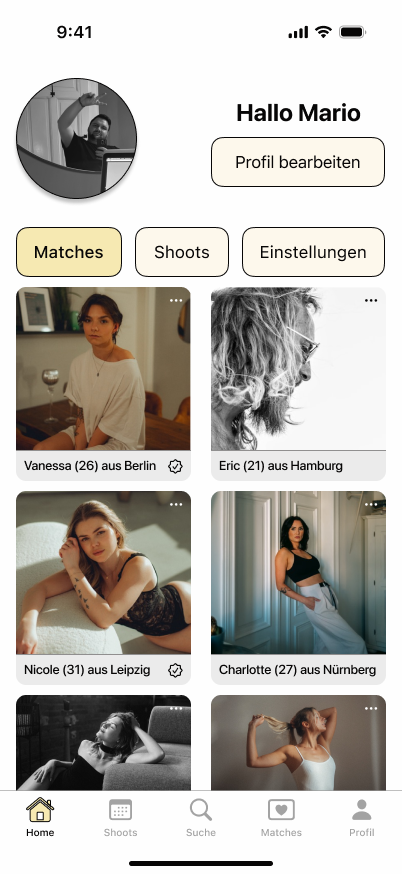 9:41
Hallo Mario
Profil bearbeiten
Matches
Shoots
Einstellungen
Vanessa (26) aus Berlin
Eric (21) aus Hamburg
Nicole (31) aus Leipzig
Charlotte (27) aus Nürnberg
Home
Shoots
Suche
Matches
Profil